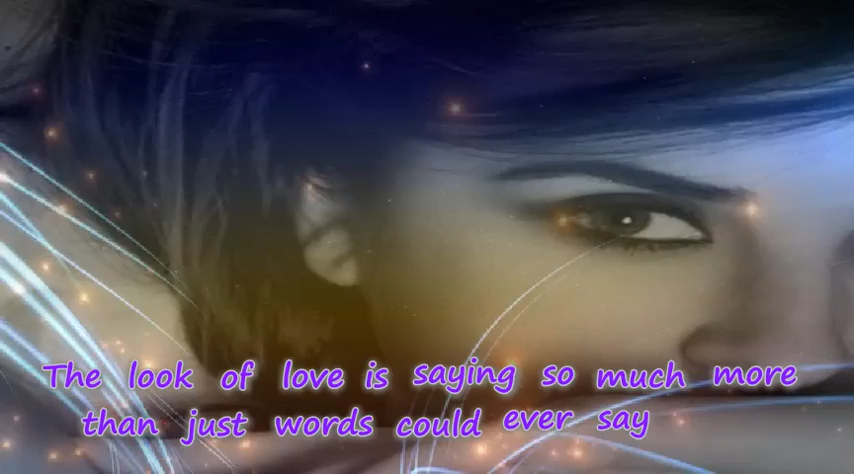 The look of love is saying so much more
than just words could ever say